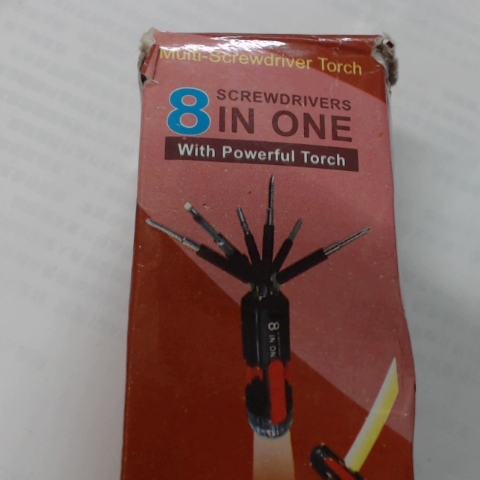 Multi-Screwdriver Torch
8 SCREWDRIVERS
IN ONE
With Powerful Torch
8 IN ONE